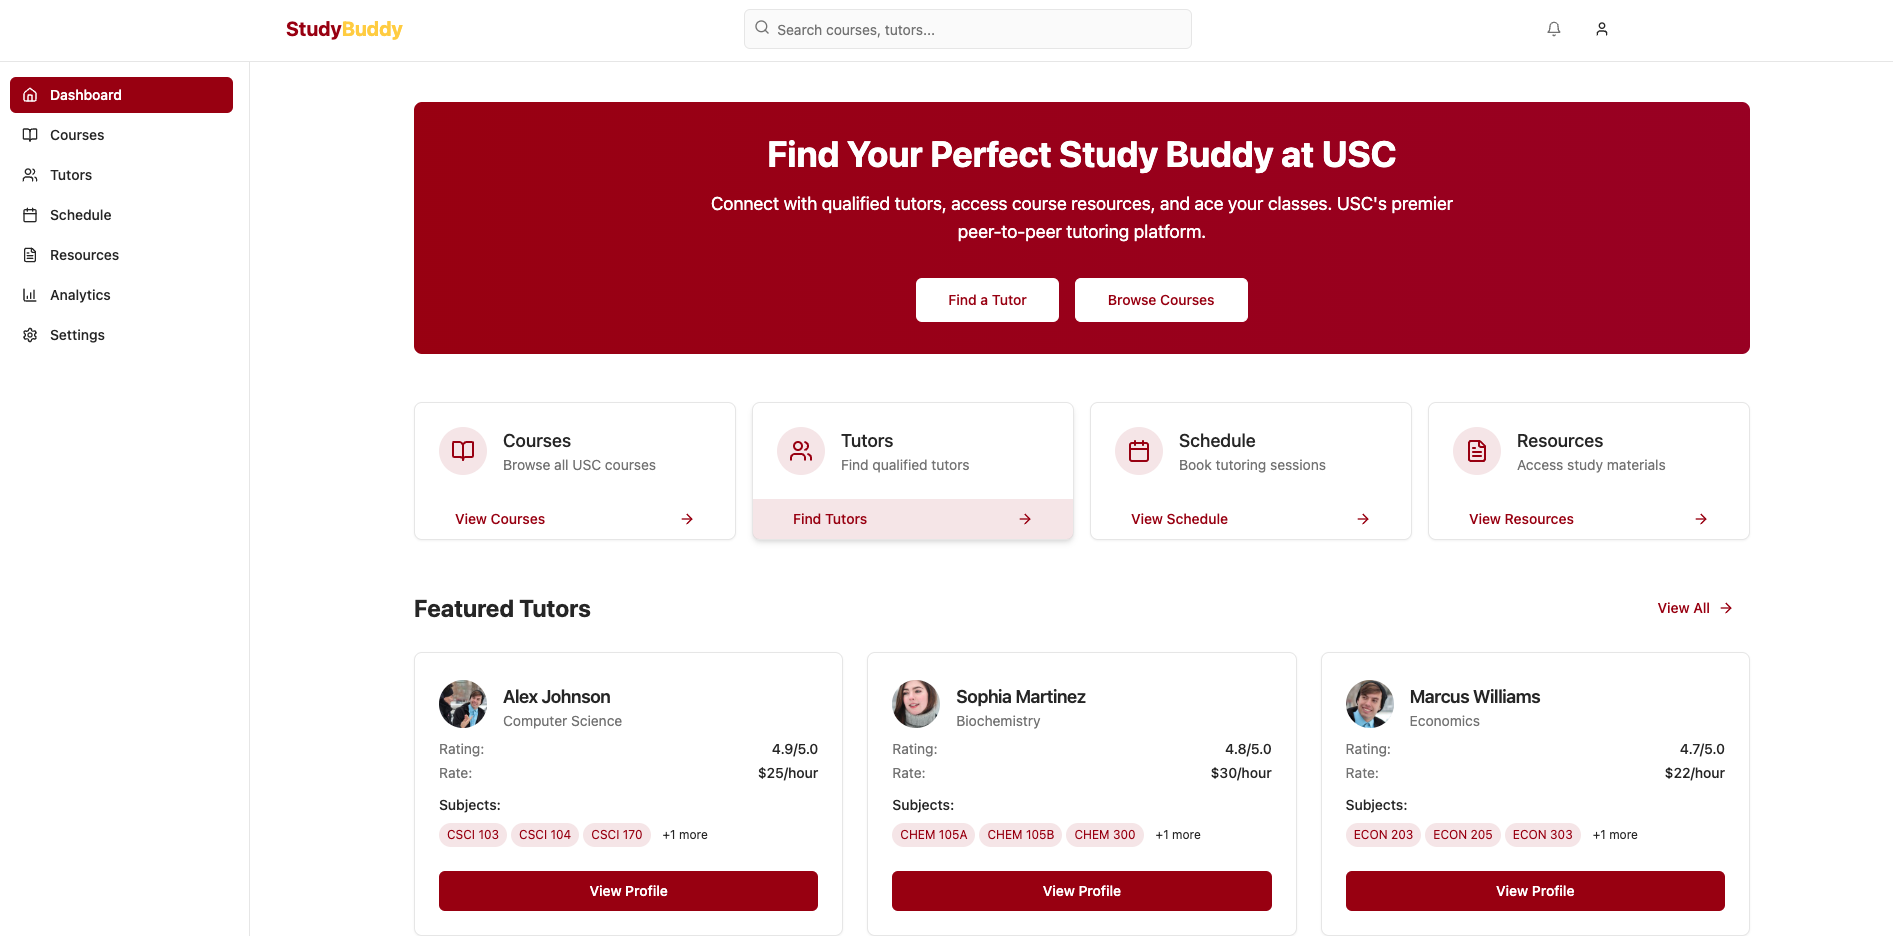 StudyBuddy
Search courses, tutors...
Dashboard
Courses
Tutors
Schedule
Resources
Analytics
Settings
Find Your Perfect Study Buddy at USC
Connect with qualified tutors, access course resources, and ace your classes. USC's premier
peer-to-peer tutoring platform.
Find a Tutor
Browse Courses
Courses
Browse all USC courses
View Courses
Tutors
Find qualified tutors
Find Tutors
Schedule
Book tutoring sessions
View Schedule
Resources
Access study materials
View Resources
Featured Tutors
View All
Alex Johnson
Computer Science
Rating: 4.9/5.0
Rate: $25/hour
Subjects:
CSCI 103 CSCI 104 CSCI 170 +1 more
View Profile
Sophia Martinez
Biochemistry
Rating: 4.8/5.0
Rate: $30/hour
Subjects:
CHEM 105A CHEM 105B CHEM 300 +1 more
View Profile
Marcus Williams
Economics
Rating: 4.7/5.0
Rate: $22/hour
Subjects:
ECON 203 ECON 205 ECON 303 +1 more
View Profile